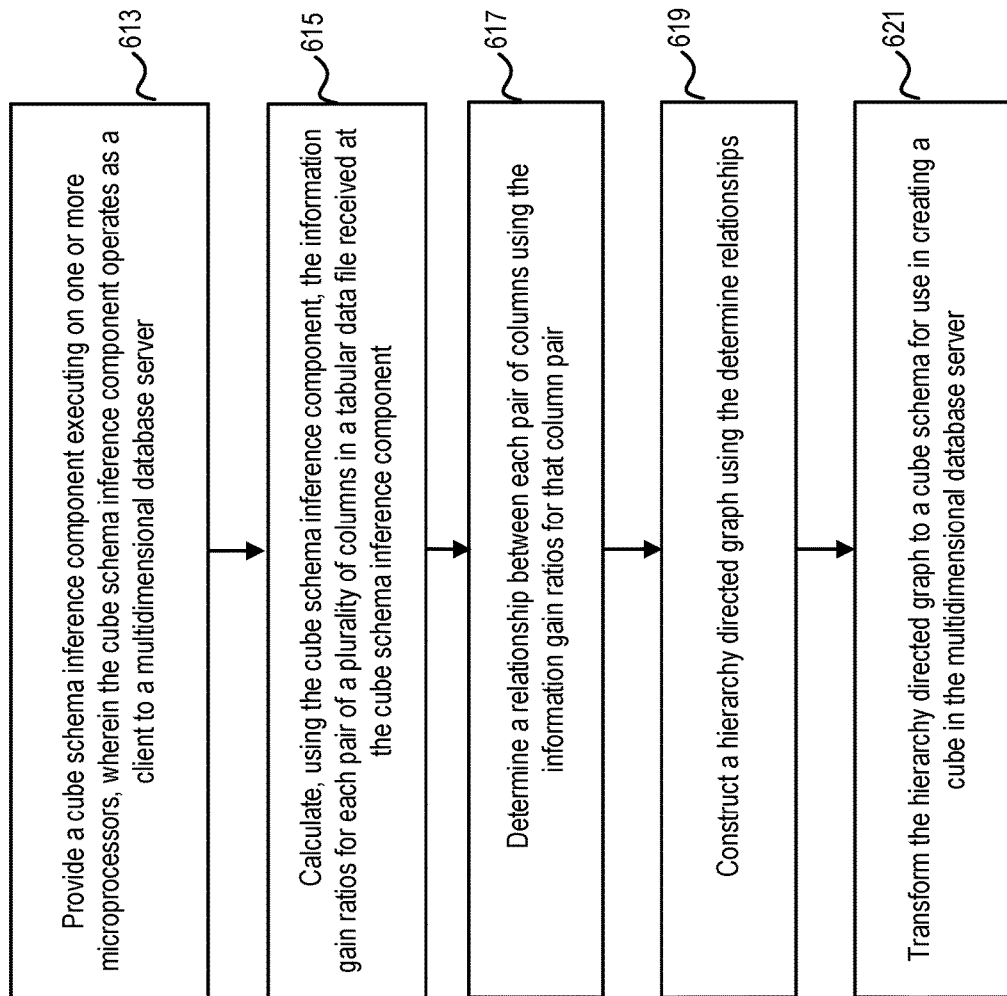 Provide a cube schema inference component executing on one or more
microprocessors, wherein the cube schema inference component operates as a
client to a multidimensional database server
613
Calculate, using the cube schema inference component, the information
gain ratios for each pair of a plurality of columns in a tabular data file received at
the cube schema inference component
615
Determine a relationship between each pair of columns using the
information gain ratios for that column pair
617
Construct a hierarchy directed graph using the determine relationships
619
Transform the hierarchy directed graph to a cube schema for use in creating a
cube in the multidimensional database server
621